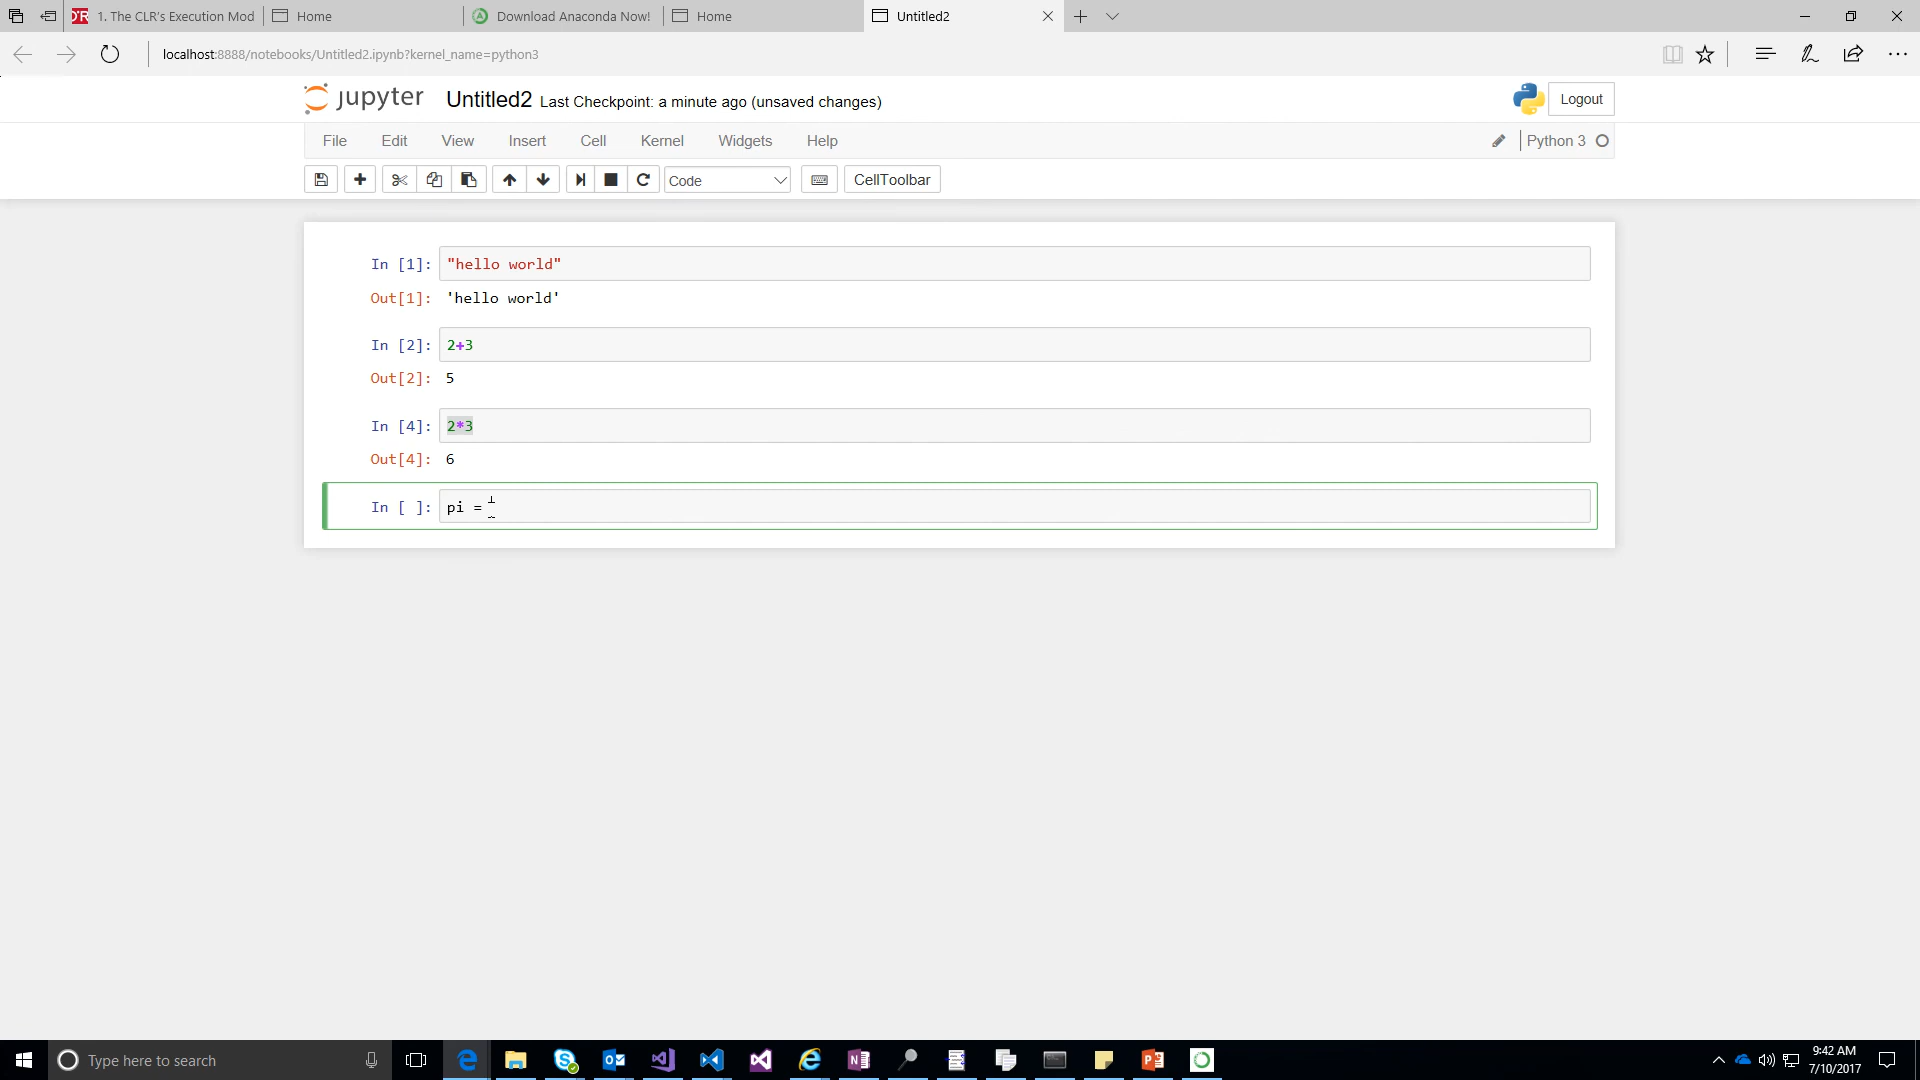 1. The CLR's Execution Mod
Home
Download Anaconda Now!
Home
Untitled2
localhost:8888/notebooks/Untitled2.ipynb?kernel_name=python3
jupyter Untitled2 Last Checkpoint: a minute ago (unsaved changes)
Logout
File Edit View Insert Cell Kernel Widgets Help
Python 3
Code
CellToolbar
In [1]: "hello world"
Out[1]: 'hello world'
In [2]: 2+3
Out[2]: 5
In [4]: 2*3
Out[4]: 6
In [ ]: pi =
Type here to search
9:42 AM
7/10/2017